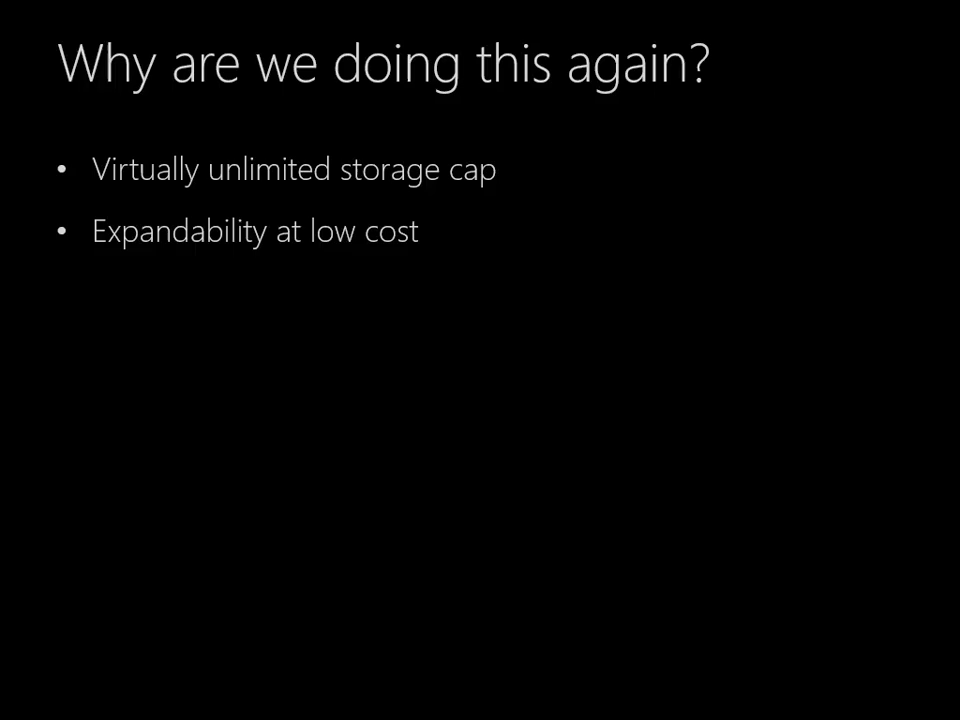 Why are we doing this again?
• Virtually unlimited storage cap
• Expandability at low cost